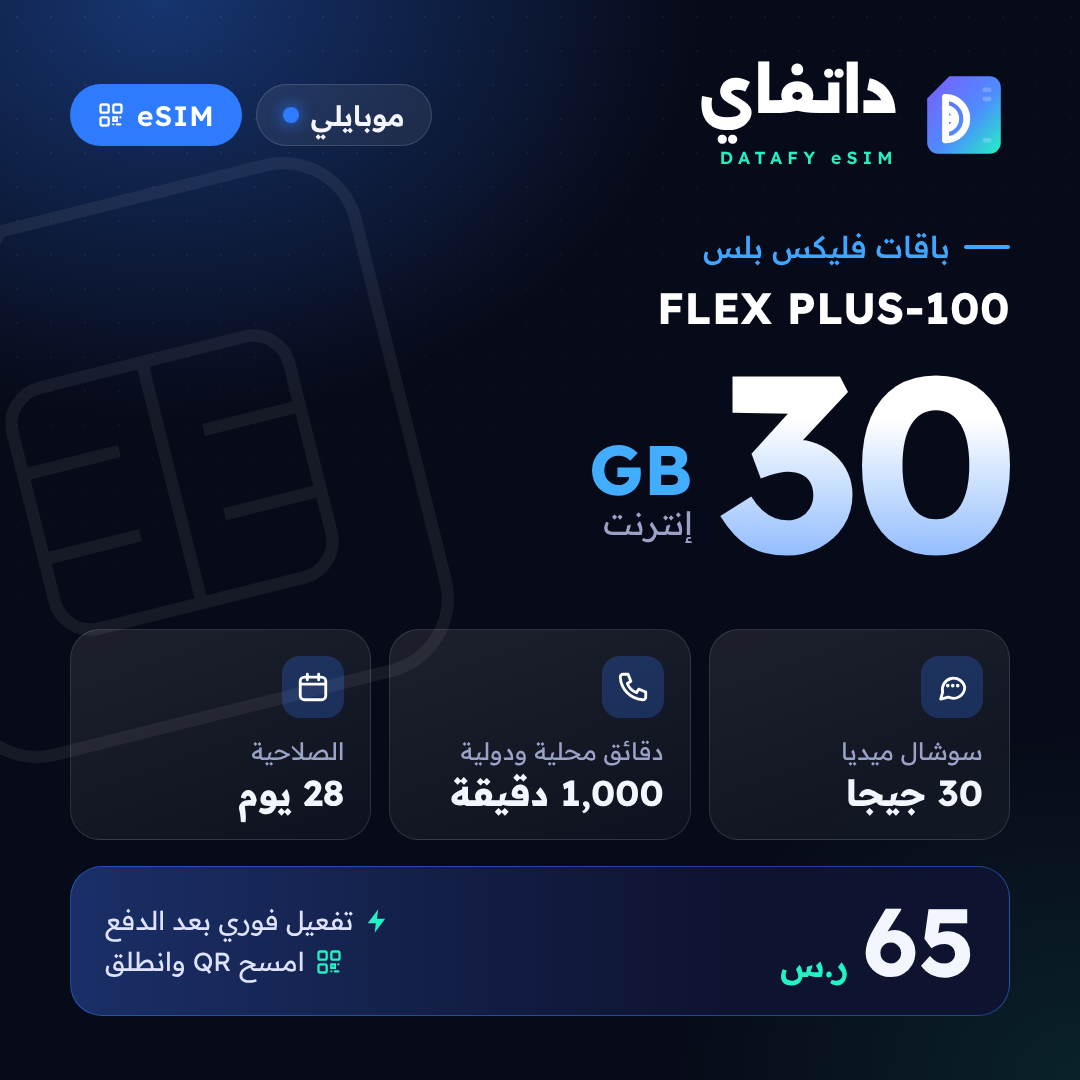 داتفاي
DATAFY eSIM
موبايلي
eSIM
باقات فليكس بلس
FLEX PLUS-100
30
GB
إنترنت
سوشال ميديا
30 جيجا
دقائق محلية ودولية
1,000 دقيقة
الصلاحية
28 يوم
65 ر.س
تفعيل فوري بعد الدفع
امسح QR وانطلق